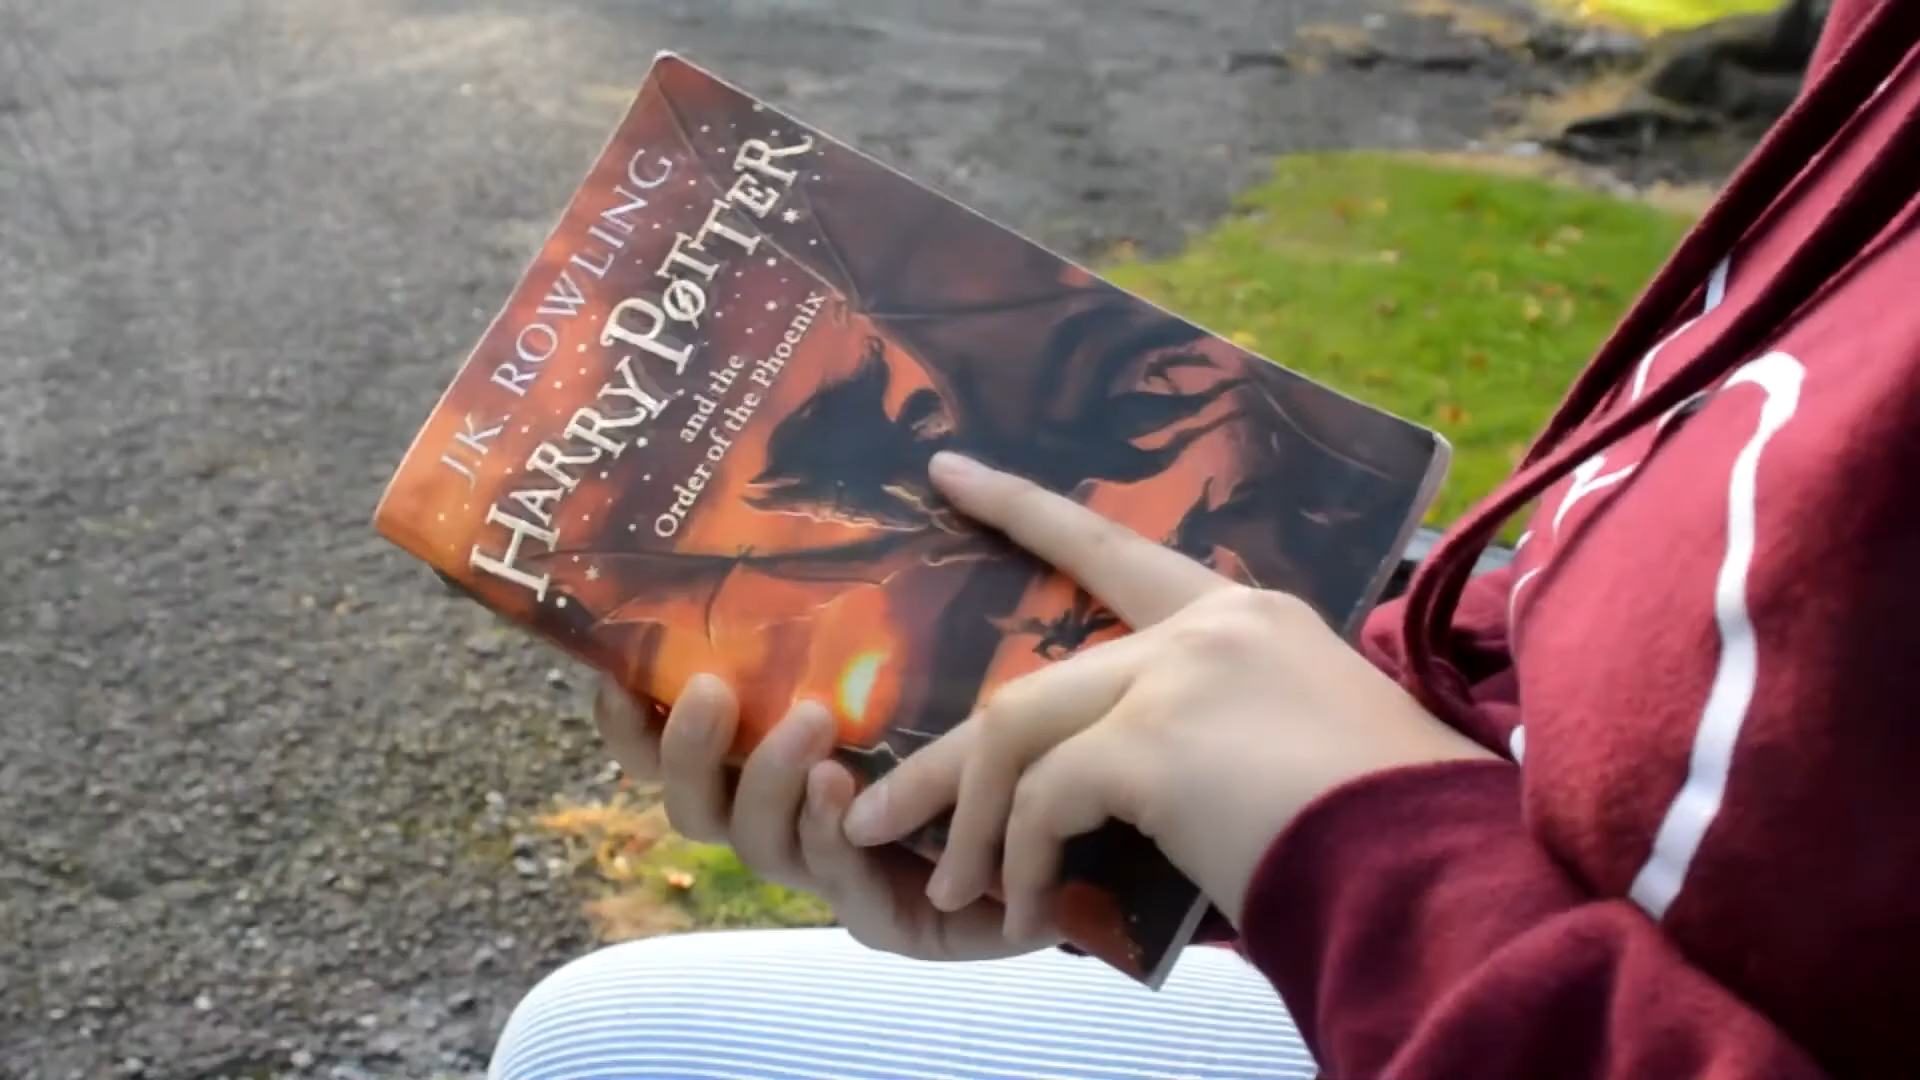 J.K. ROWLING
HARRY POTTER
and the
Order of the Phoenix